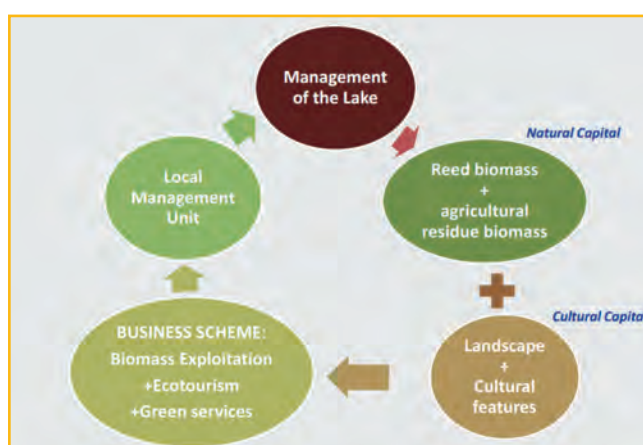 Management
of the Lake
Natural Capital
Reed biomass
+
agricultural
residue biomass
Cultural Capital
Landscape
+
Cultural
features
BUSINESS SCHEME:
Biomass Exploitation
+Ecotourism
+Green services
Local
Management
Unit